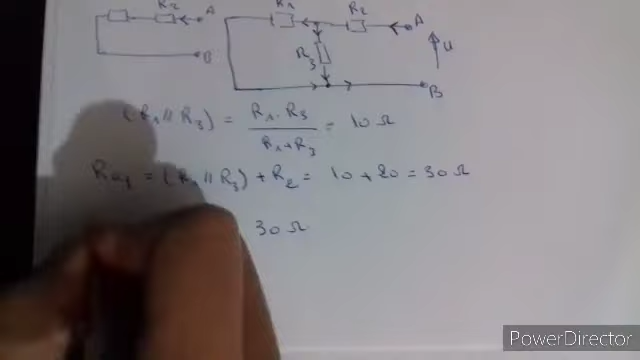 R2 A R1 R2 A
B R3 u
B
(R1 // R3) = R1 . R3 / R1 + R3 = 10 Ω
= (R1 // R3) + R2 = 10 + 20 = 30 Ω
30 Ω
PowerDirector